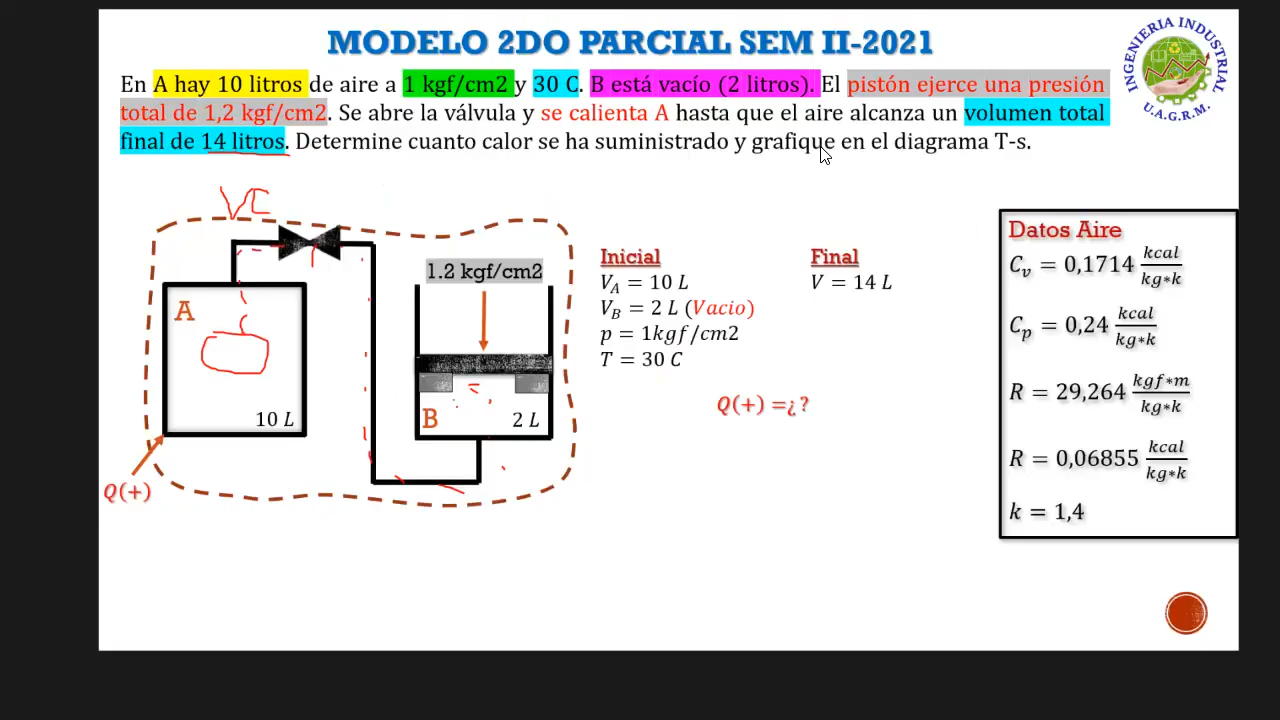 MODELO 2DO PARCIAL SEM II-2021
En A hay 10 litros de aire a 1 kgf/cm2 y 30 C. B está vacío (2 litros). El pistón ejerce una presión
total de 1,2 kgf/cm2. Se abre la válvula y se calienta A hasta que el aire alcanza un volumen total
final de 14 litros. Determine cuanto calor se ha suministrado y grafique en el diagrama T-s.
INGENIERIA INDUSTRIAL
U.A.G.R.M.
VC
1.2 kgf/cm2
A
10 L
B
2 L
Q(+)
Inicial
V_A = 10 L
V_B = 2 L (Vacio)
p = 1kgf/cm2
T = 30 C
Final
V = 14 L
Q(+) =¿?
Datos Aire
C_v = 0,1714 kcal/kg∗k
C_p = 0,24 kcal/kg∗k
R = 29,264 kgf∗m/kg∗k
R = 0,06855 kcal/kg∗k
k = 1,4